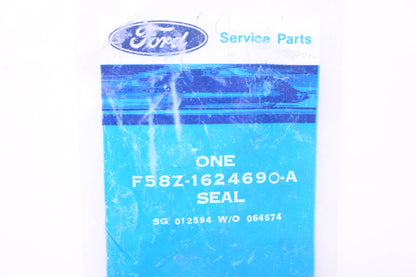 Ford Service Parts
ONE
F58Z-1624690-A
SEAL
SG 012594 W/O 064674